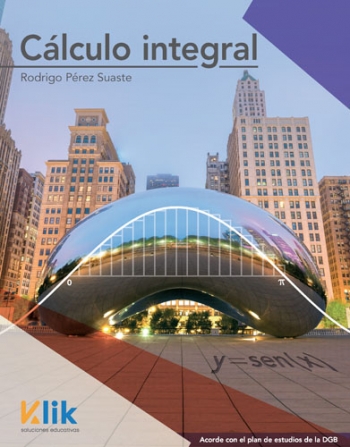 Cálculo integral
Rodrigo Pérez Suaste
0
π
y=sen(x)
Klik
soluciones educativas
Acorde con el plan de estudios de la DGB